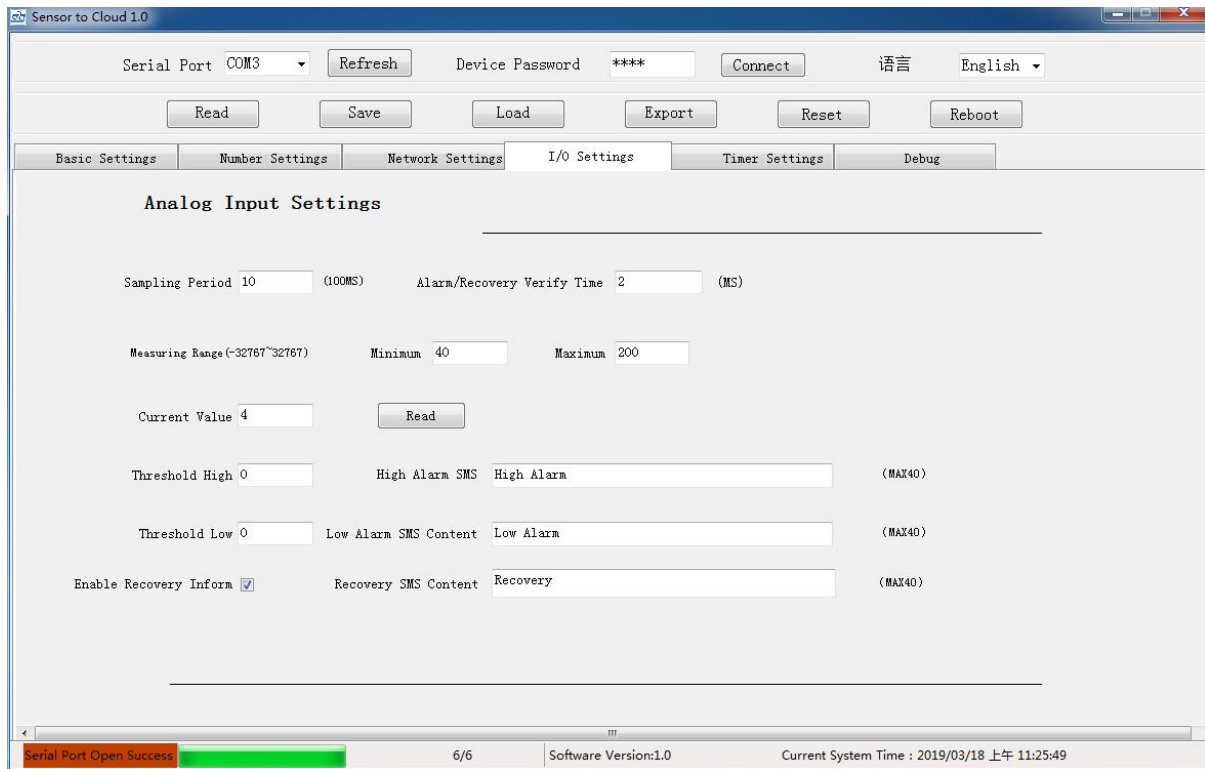 Sensor to Cloud 1.0
Serial Port COM3 Refresh Device Password **** Connect 语言 English
Read Save Load Export Reset Reboot
Basic Settings Number Settings Network Settings I/O Settings Timer Settings Debug
Analog Input Settings
Sampling Period 10 (100MS) Alarm/Recovery Verify Time 2 (MS)
Measuring Range(-32767~32767) Minimum 40 Maximum 200
Current Value 4 Read
Threshold High 0 High Alarm SMS High Alarm (MAX40)
Threshold Low 0 Low Alarm SMS Content Low Alarm (MAX40)
Enable Recovery Inform Recovery SMS Content Recovery (MAX40)
Serial Port Open Success 6/6 Software Version:1.0 Current System Time : 2019/03/18 上午 11:25:49